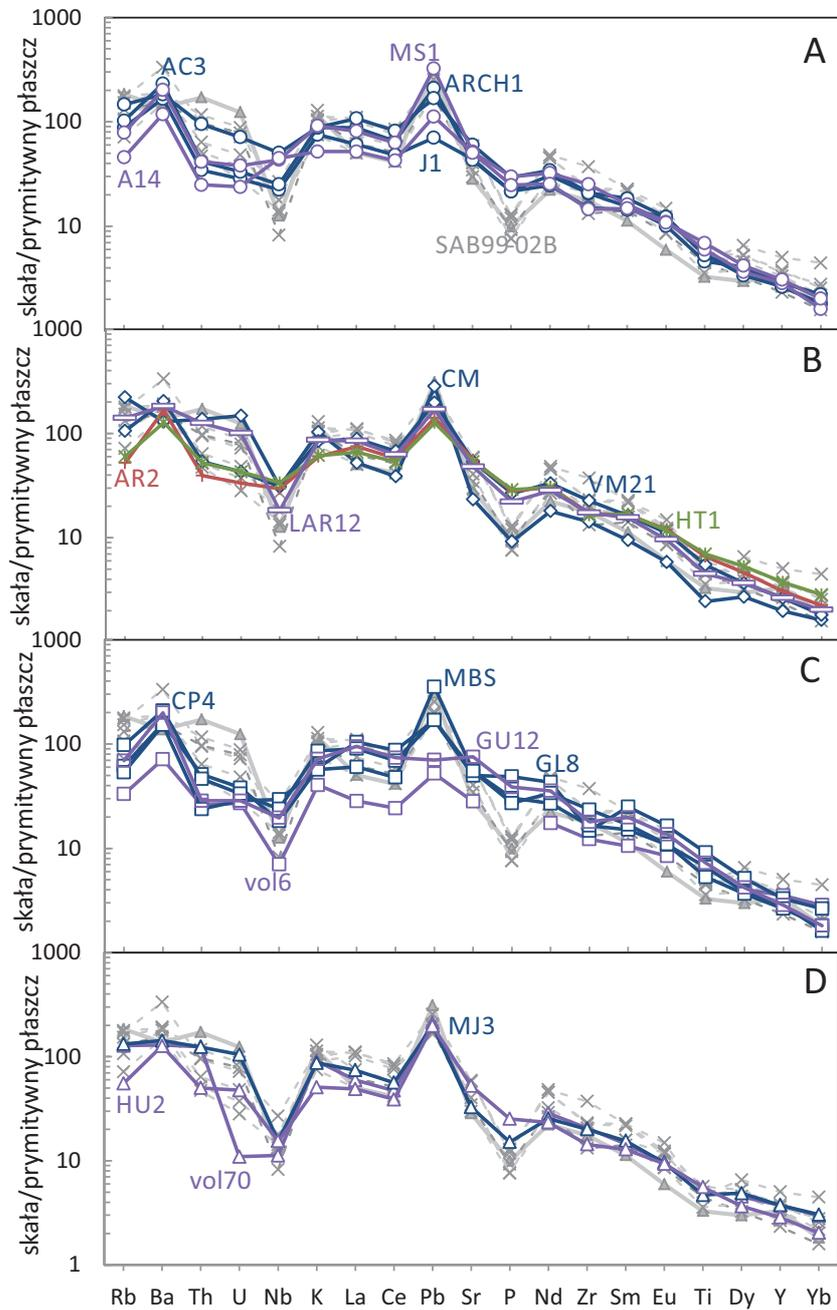 1000
A
MS1
AC3
ARCH1
100
A14
J1
10
SAB99-02B
skała/prymitywny płaszcz
1000
B
CM
100
AR2
VM21
LAR12
HT1
10
skała/prymitywny płaszcz
1000
C
MBS
CP4
GU12
100
GL8
10
vol6
skała/prymitywny płaszcz
1000
D
MJ3
100
HU2
vol70
10
skała/prymitywny płaszcz
1
Rb Ba Th U Nb K La Ce Pb Sr P Nd Zr Sm Eu Ti Dy Y Yb